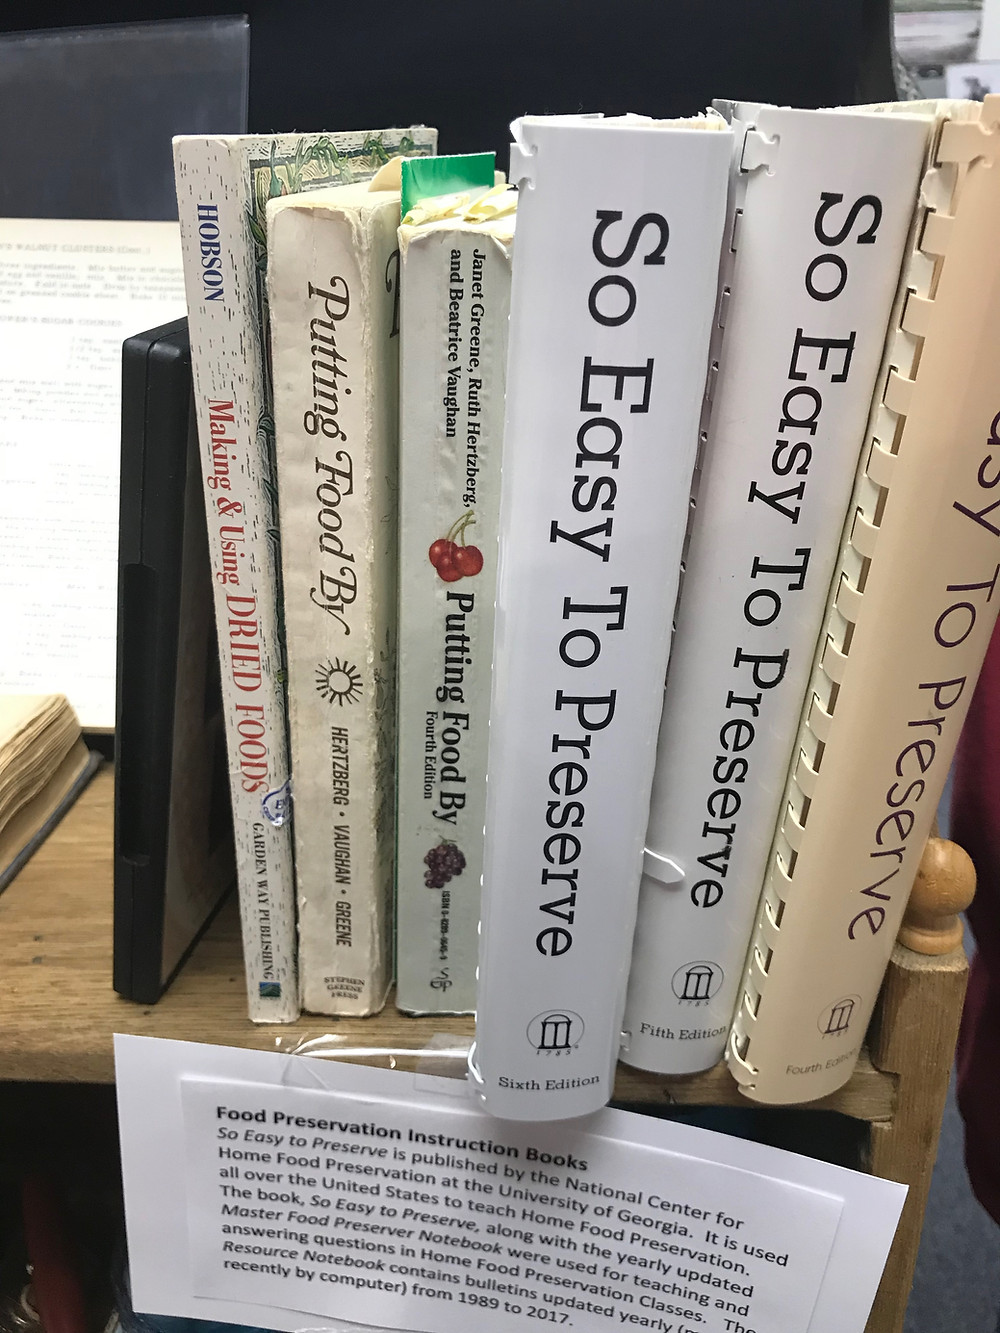 HOBSON
Making & Using DRIED FOODS
GARDEN WAY PUBLISHING
Putting Food By
HERTZBERG • VAUGHAN • GREENE
STEPHEN
GREENE
PRESS
Janet Greene, Ruth Hertzberg,
and Beatrice Vaughan
Putting Food By
Fourth Edition
So Easy To Preserve
1785
Sixth Edition
So Easy To Preserve
1785
Fifth Edition
asy To Preserve
1785
Fourth Edition
Food Preservation Instruction Books
So Easy to Preserve is published by the National Center for
Home Food Preservation at the University of Georgia. It is used
all over the United States to teach Home Food Preservation.
The book, So Easy to Preserve, along with the yearly updated
Master Food Preserver Notebook were used for teaching and
answering questions in Home Food Preservation Classes. The
Resource Notebook contains bulletins updated yearly
recently by computer) from 1989 to 2017.